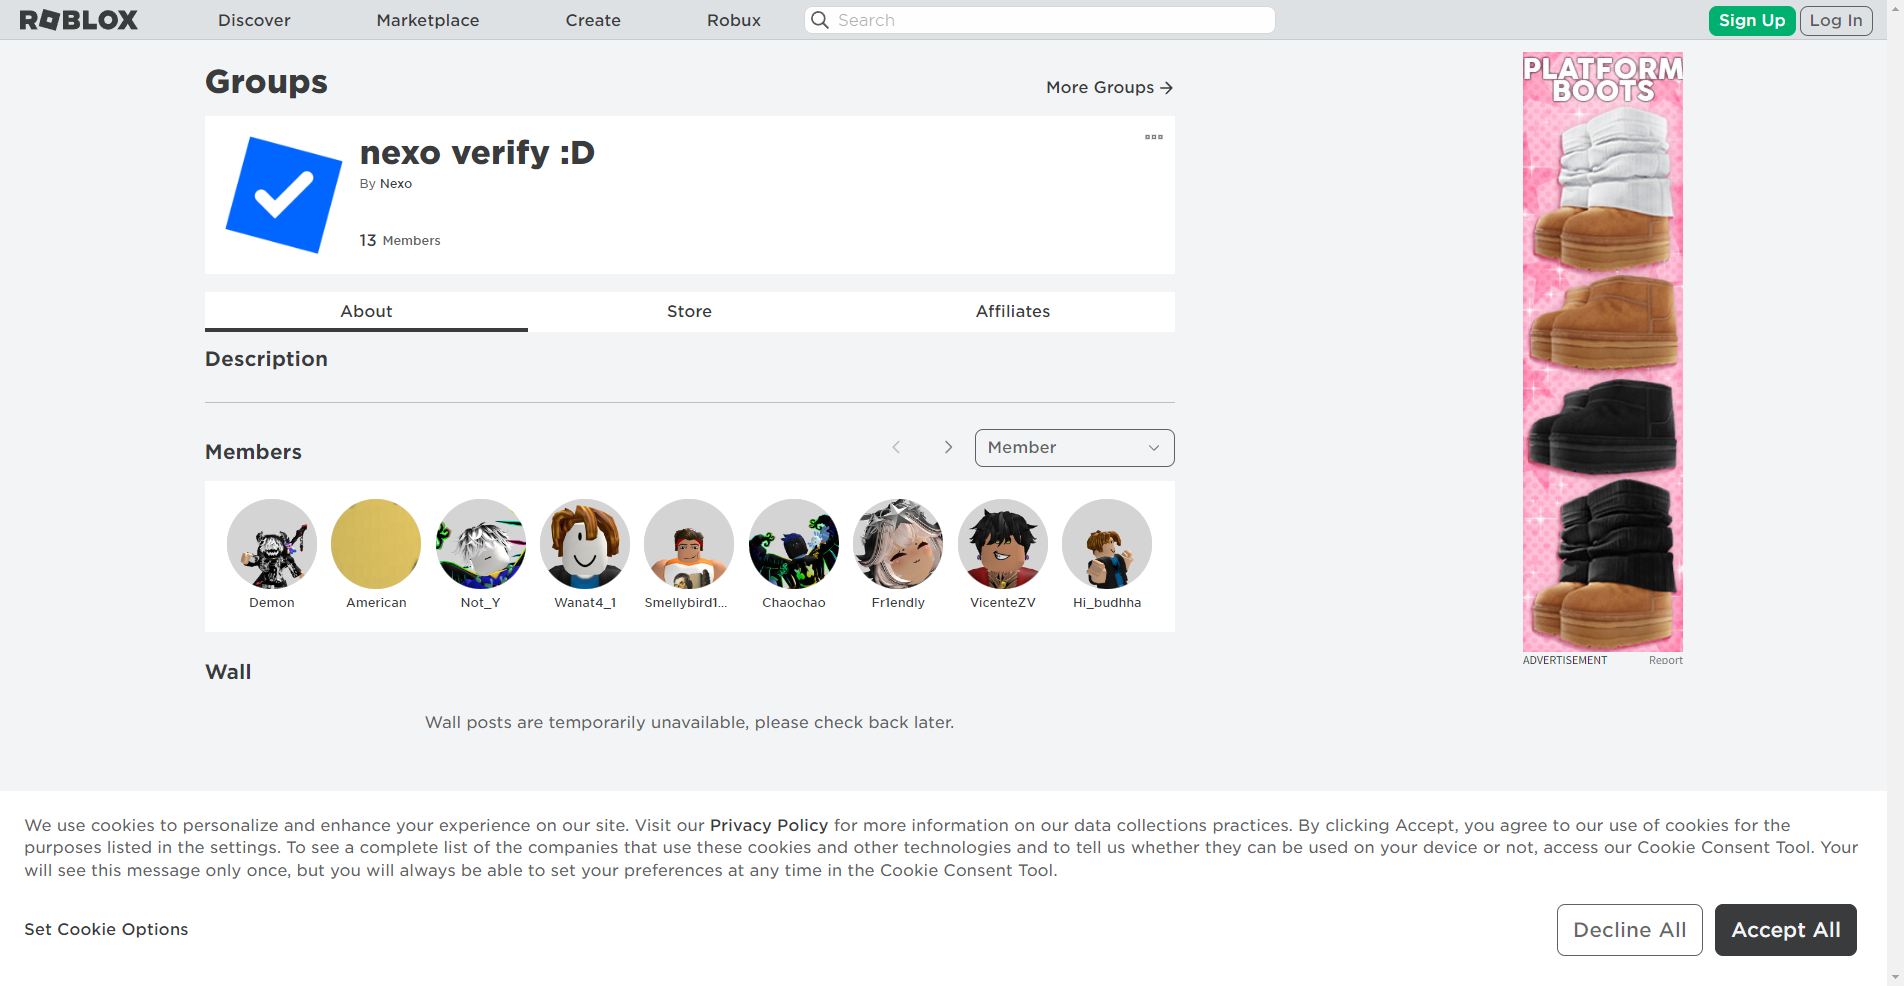 ROBLOX
Discover
Marketplace
Create
Robux
Search
Sign Up
Log In
Groups
More Groups
nexo verify :D
By Nexo
13 Members
About
Store
Affiliates
Description
Members
Member
Demon
American
Not_Y
Wanat4_1
Smellybird1...
Chaochao
Fr1endly
VicenteZV
Hi_budhha
Wall
Wall posts are temporarily unavailable, please check back later.
PLATFORM
BOOTS
ADVERTISEMENT
Report
We use cookies to personalize and enhance your experience on our site. Visit our Privacy Policy for more information on our data collections practices. By clicking Accept, you agree to our use of cookies for the
purposes listed in the settings. To see a complete list of the companies that use these cookies and other technologies and to tell us whether they can be used on your device or not, access our Cookie Consent Tool. Your
will see this message only once, but you will always be able to set your preferences at any time in the Cookie Consent Tool.
Set Cookie Options
Decline All
Accept All